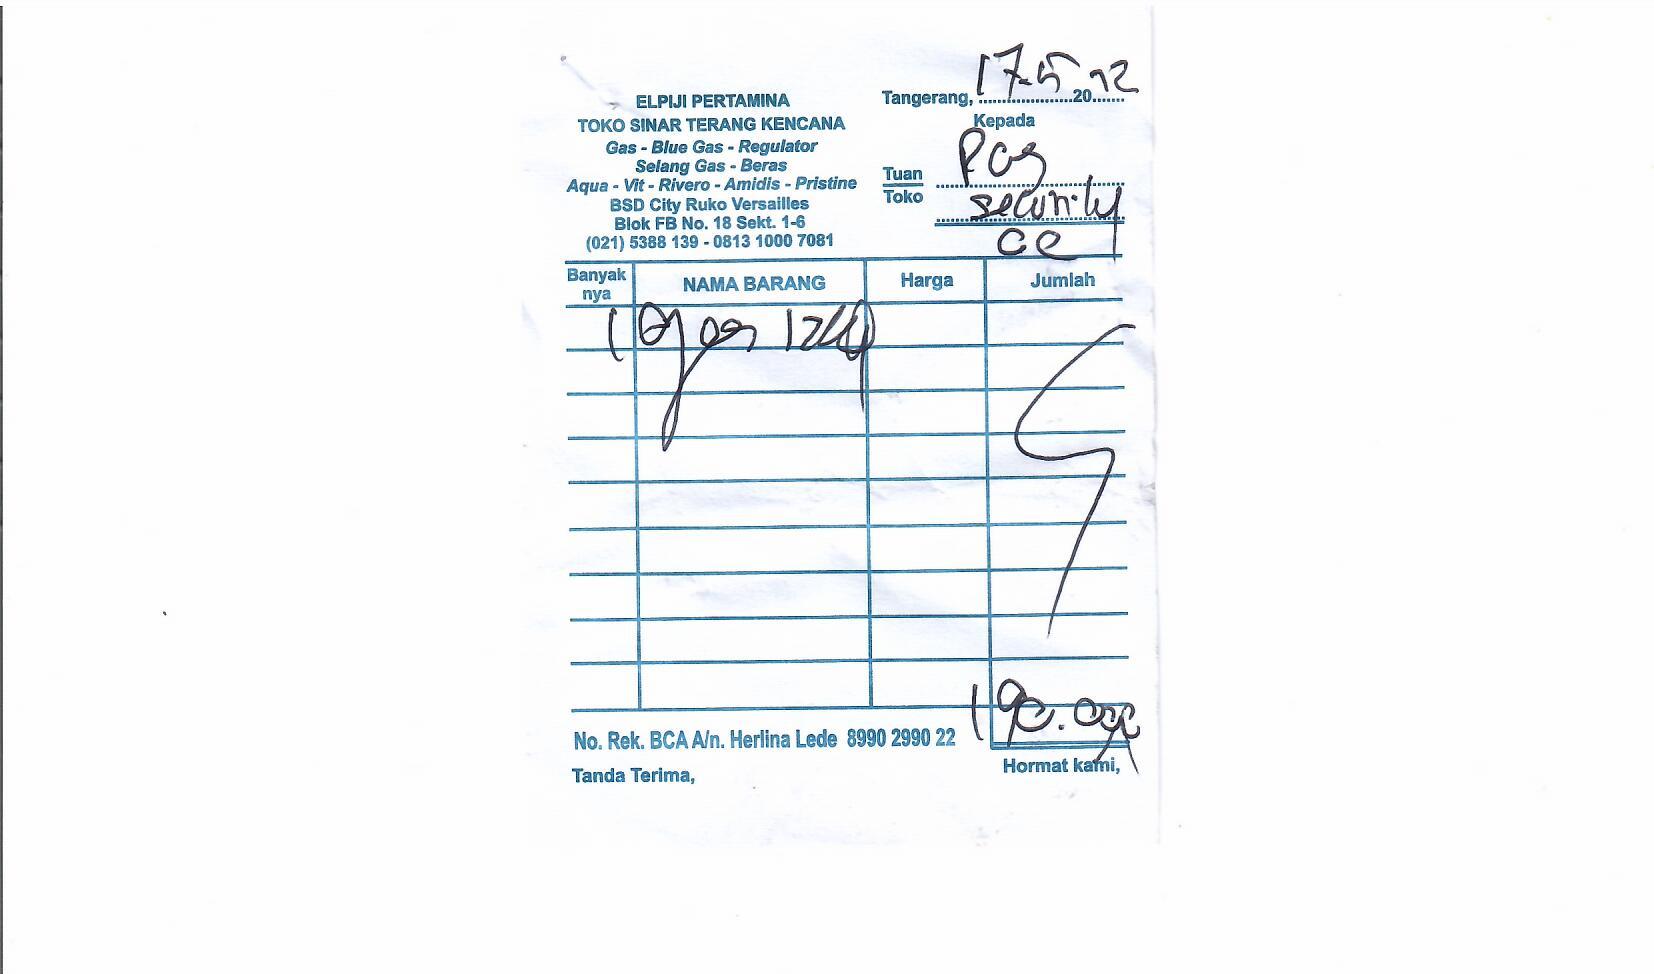 ELPIJI PERTAMINA
TOKO SINAR TERANG KENCANA
Gas - Blue Gas - Regulator
Selang Gas - Beras
Aqua - Vit - Rivero - Amidis - Pristine
BSD City Ruko Versailles
Blok FB No. 18 Sekt. 1-6
(021) 5388 139 - 0813 1000 7081
Tangerang, 17-5 20
Kepada
Tuan
Toko
Pos
security
ce
Banyak nya NAMA BARANG Harga Jumlah
1 gas 12
190.000
No. Rek. BCA A/n. Herlina Lede 8990 2990 22
Tanda Terima,
Hormat kami,